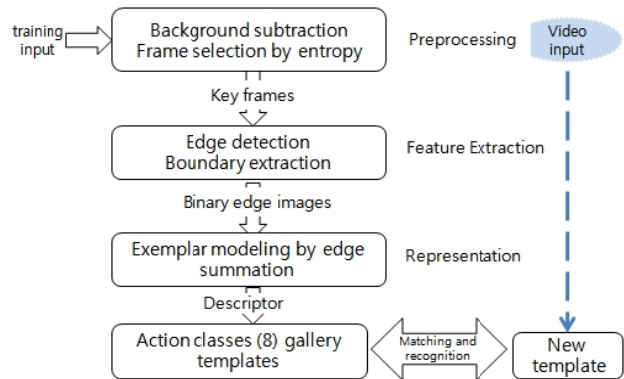 training
input
Background subtraction
Frame selection by entropy
Preprocessing
Video
input
Key frames
Edge detection
Boundary extraction
Feature Extraction
Binary edge images
Exemplar modeling by edge
summation
Representation
Descriptor
Action classes (8) gallery
templates
Matching and
recognition
New
template